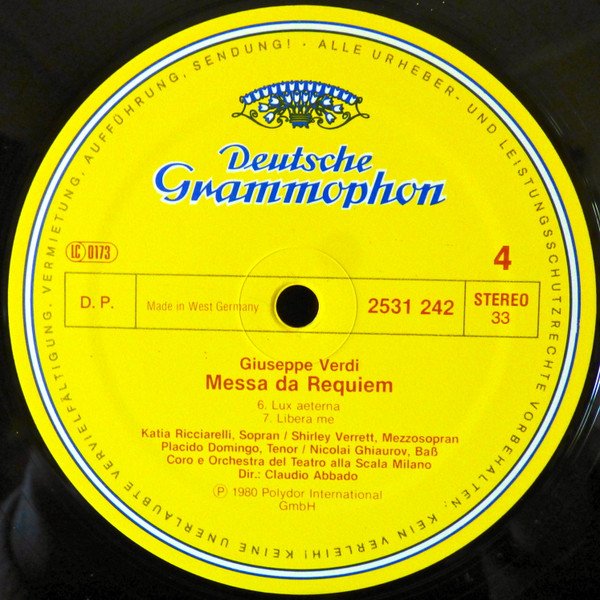 ALLE URHEBER- UND LEISTUNGSSCHUTZRECHTE VORBEHALTEN! KEIN VERLEIH! KEINE UNERLAUBTE VERVIELFÄLTIGUNG, VERMIETUNG, AUFFÜHRUNG, SENDUNG! ·
Deutsche
Grammophon
LC 0173
4
D. P.
Made in West Germany
2531 242
STEREO
33
Giuseppe Verdi
Messa da Requiem
6. Lux aeterna
7. Libera me
Katia Ricciarelli, Sopran / Shirley Verrett, Mezzosopran
Placido Domingo, Tenor / Nicolai Ghiaurov, Baß
Coro e Orchestra del Teatro alla Scala Milano
Dir.: Claudio Abbado
Ⓟ 1980 Polydor International
GmbH